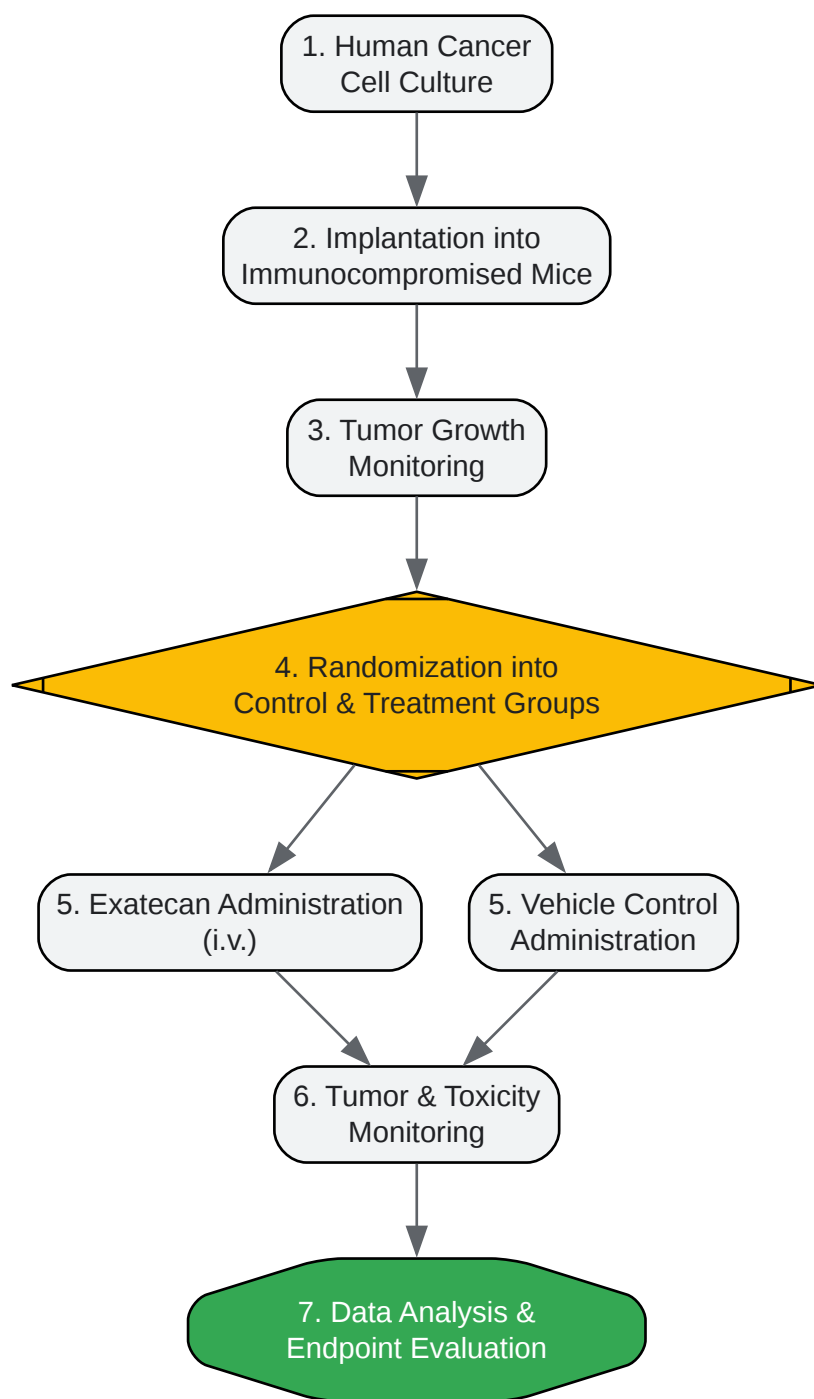 1. Human Cancer
Cell Culture
2. Implantation into
Immunocompromised Mice
3. Tumor Growth
Monitoring
4. Randomization into
Control & Treatment Groups
5. Exatecan Administration
(i.v.)
5. Vehicle Control
Administration
6. Tumor & Toxicity
Monitoring
7. Data Analysis &
Endpoint Evaluation